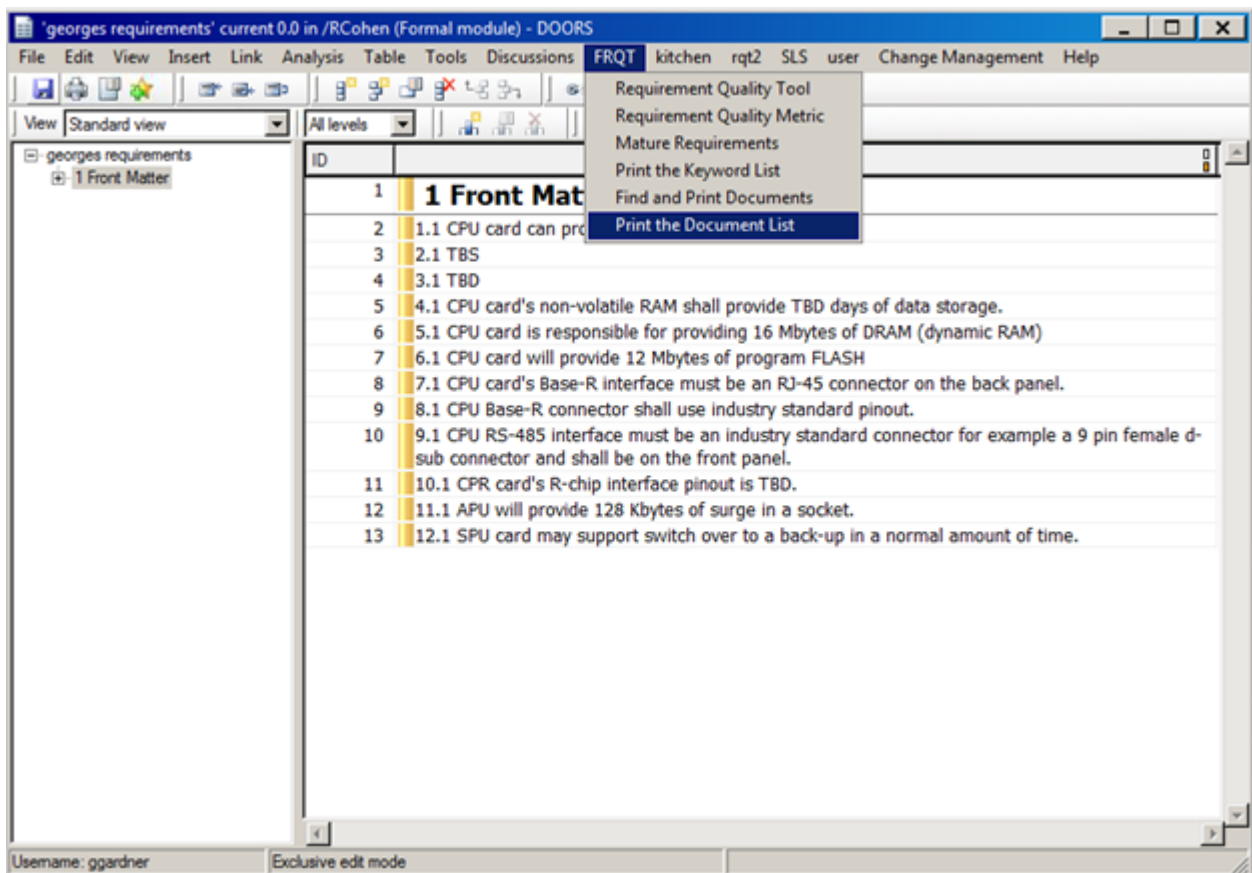 'georges requirements' current 0.0 in /RCohen (Formal module) - DOORS
File Edit View Insert Link Analysis Table Tools Discussions FRQT kitchen rqt2 SLS user Change Management Help
Requirement Quality Tool
Requirement Quality Metric
Mature Requirements
Print the Keyword List
Find and Print Documents
Print the Document List
View Standard view All levels
georges requirements
1 Front Matter
ID
1 1 Front Mat
2 1.1 CPU card can pro
3 2.1 TBS
4 3.1 TBD
5 4.1 CPU card's non-volatile RAM shall provide TBD days of data storage.
6 5.1 CPU card is responsible for providing 16 Mbytes of DRAM (dynamic RAM)
7 6.1 CPU card will provide 12 Mbytes of program FLASH
8 7.1 CPU card's Base-R interface must be an RJ-45 connector on the back panel.
9 8.1 CPU Base-R connector shall use industry standard pinout.
10 9.1 CPU RS-485 interface must be an industry standard connector for example a 9 pin female d-
sub connector and shall be on the front panel.
11 10.1 CPR card's R-chip interface pinout is TBD.
12 11.1 APU will provide 128 Kbytes of surge in a socket.
13 12.1 SPU card may support switch over to a back-up in a normal amount of time.
Username: ggardner Exclusive edit mode